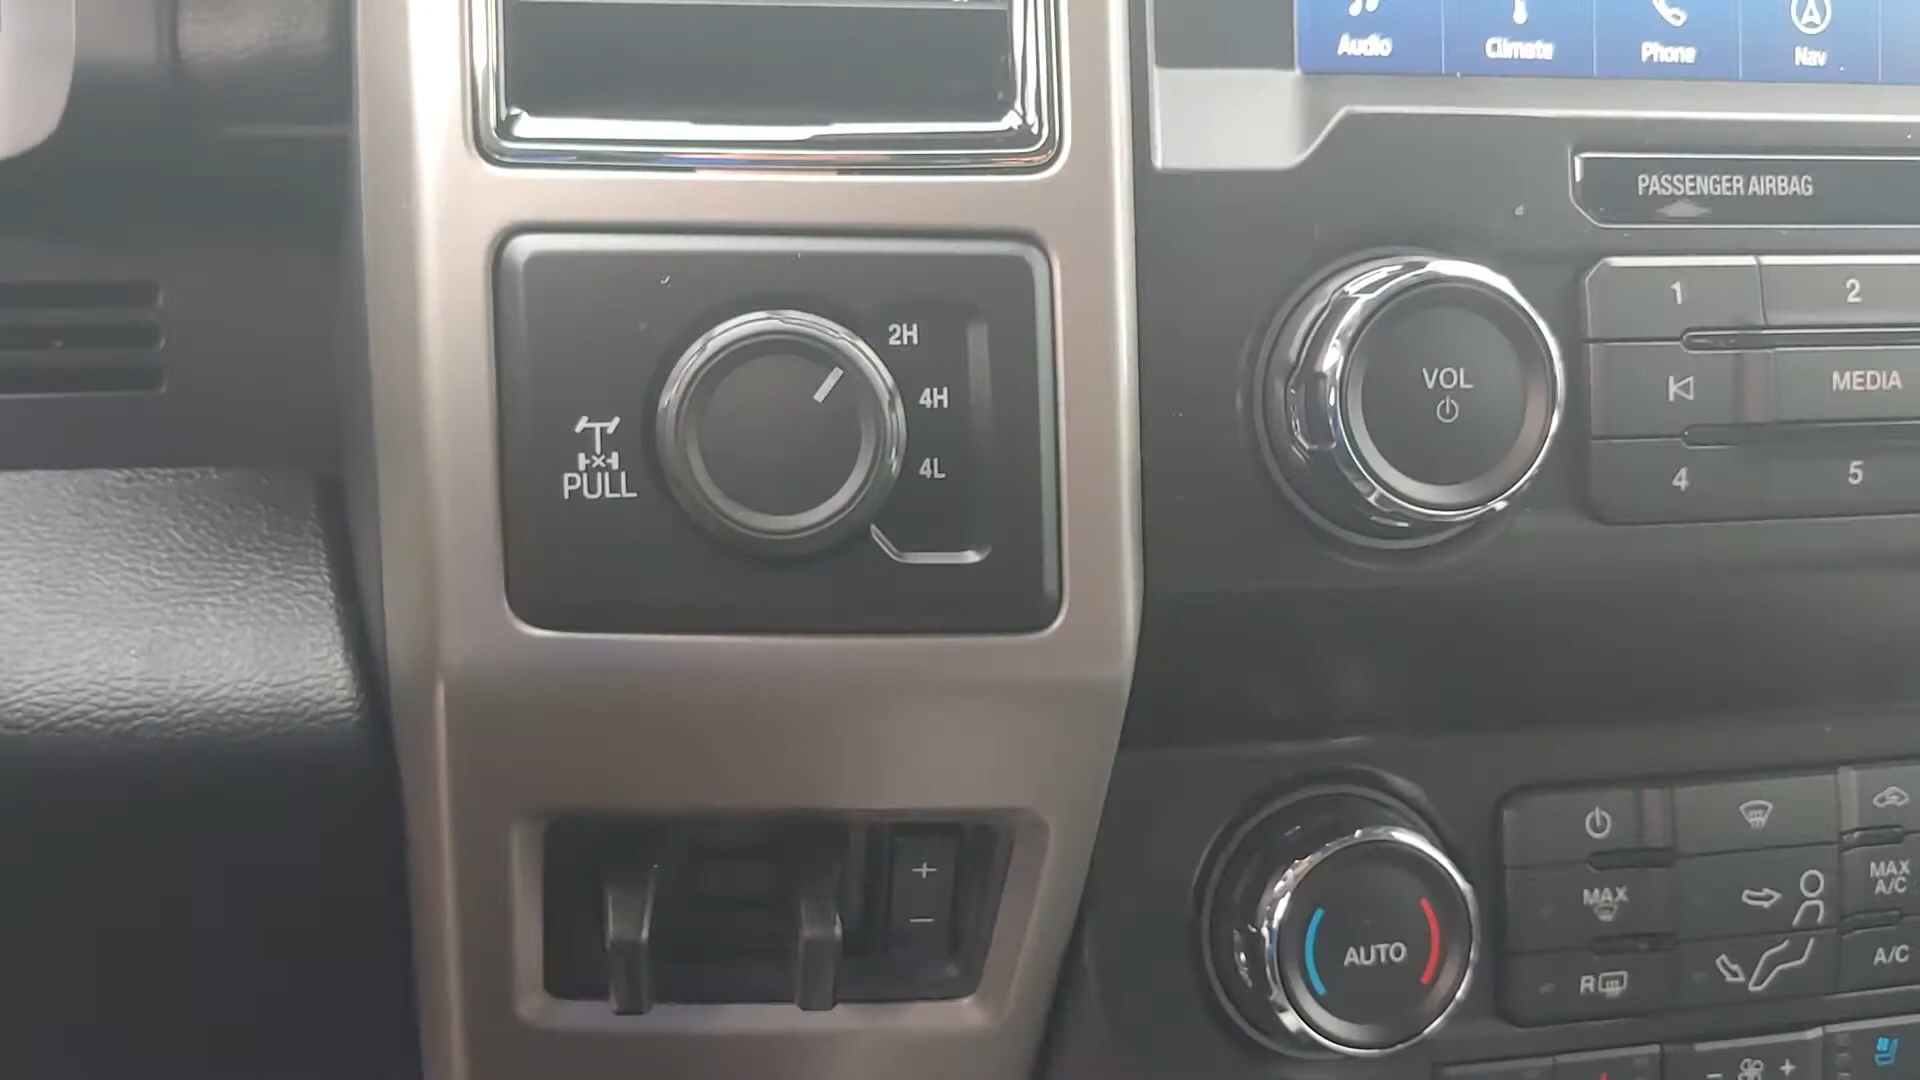 Audio
Climate
Phone
Nav
PASSENGER AIRBAG
2H
4H
4L
PULL
VOL
1
2
MEDIA
4
5
+
−
AUTO
MAX
R
MAX
A/C
A/C
− +